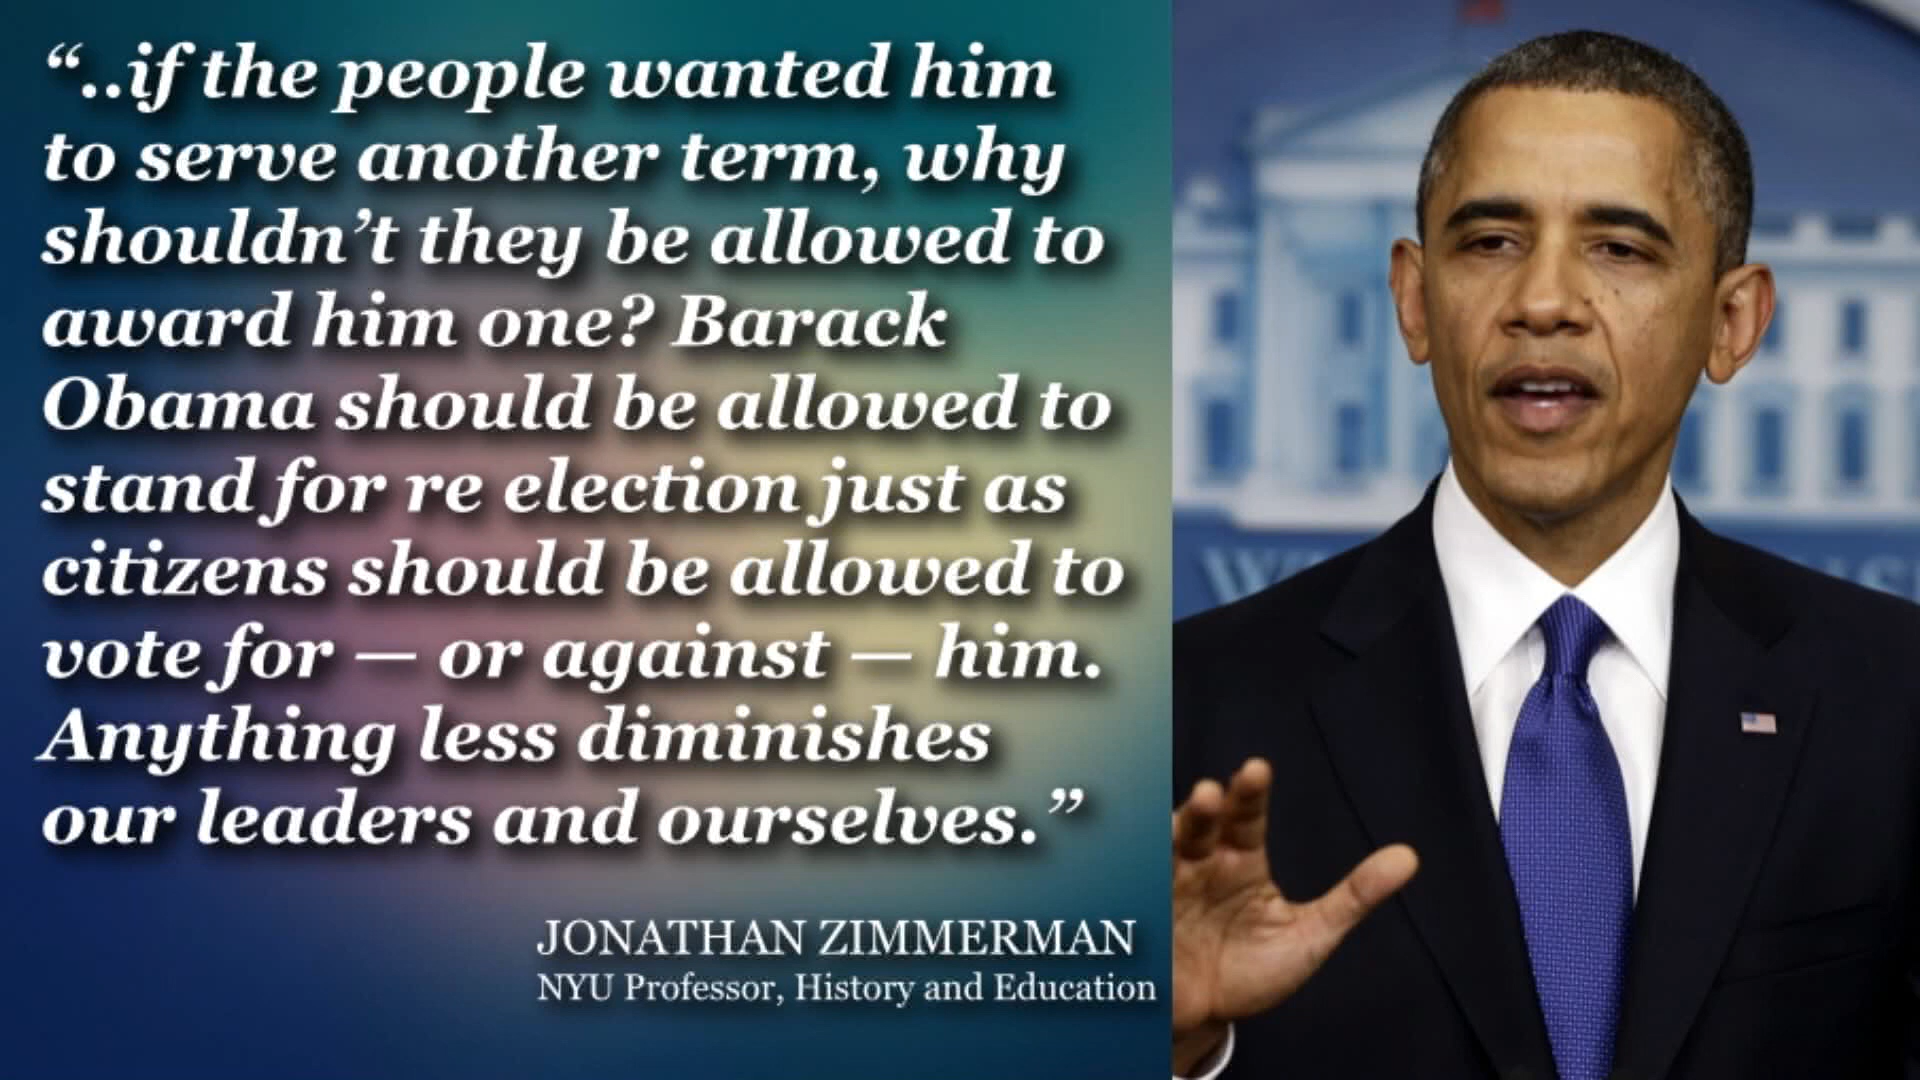 “..if the people wanted him
to serve another term, why
shouldn’t they be allowed to
award him one? Barack
Obama should be allowed to
stand for re election just as
citizens should be allowed to
vote for — or against — him.
Anything less diminishes
our leaders and ourselves.”
JONATHAN ZIMMERMAN
NYU Professor, History and Education